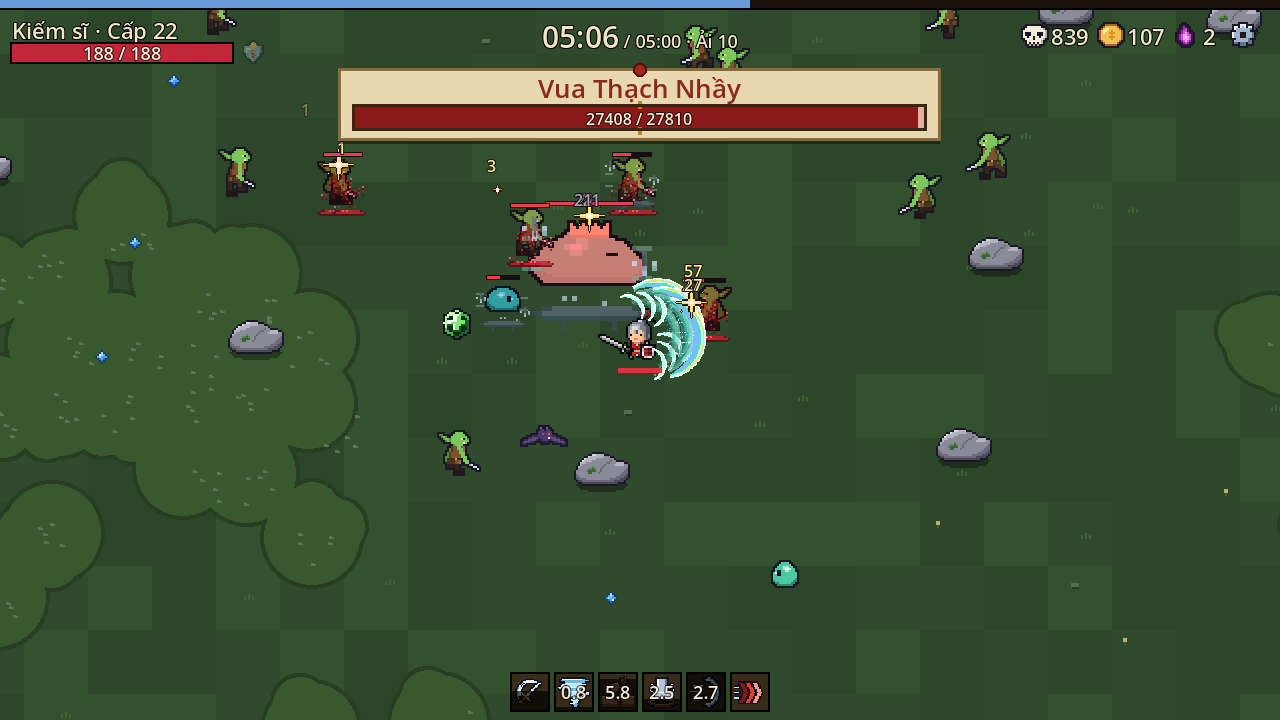 Kiếm sĩ · Cấp 22
188 / 188
05:06 / 05:00 · Ải 10
839
107
2
Vua Thạch Nhầy
27408 / 27810
1
1
3
211
57
27
0.8
5.8
2.5
2.7